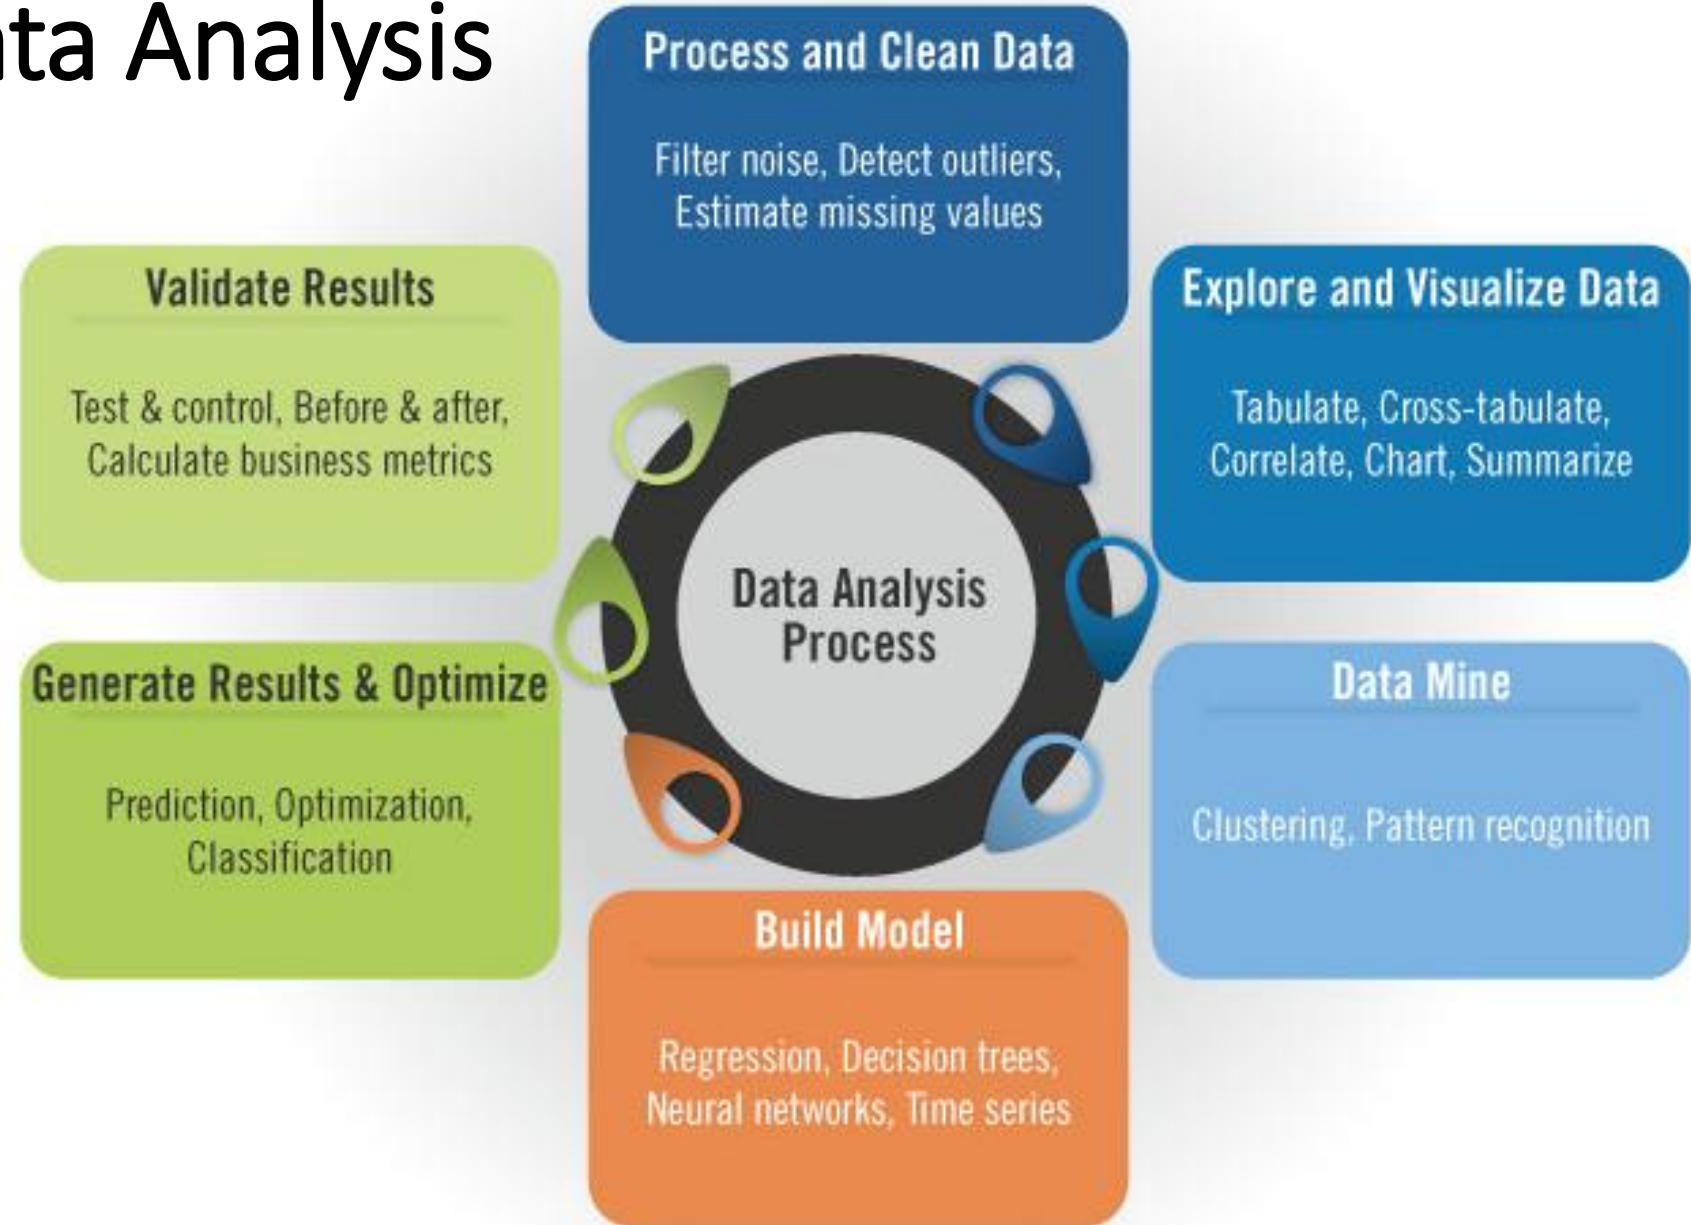 ta Analysis
Process and Clean Data
Filter noise, Detect outliers,
Estimate missing values
Explore and Visualize Data
Tabulate, Cross-tabulate,
Correlate, Chart, Summarize
Data Mine
Clustering, Pattern recognition
Build Model
Regression, Decision trees,
Neural networks, Time series
Generate Results & Optimize
Prediction, Optimization,
Classification
Validate Results
Test & control, Before & after,
Calculate business metrics
Data Analysis
Process